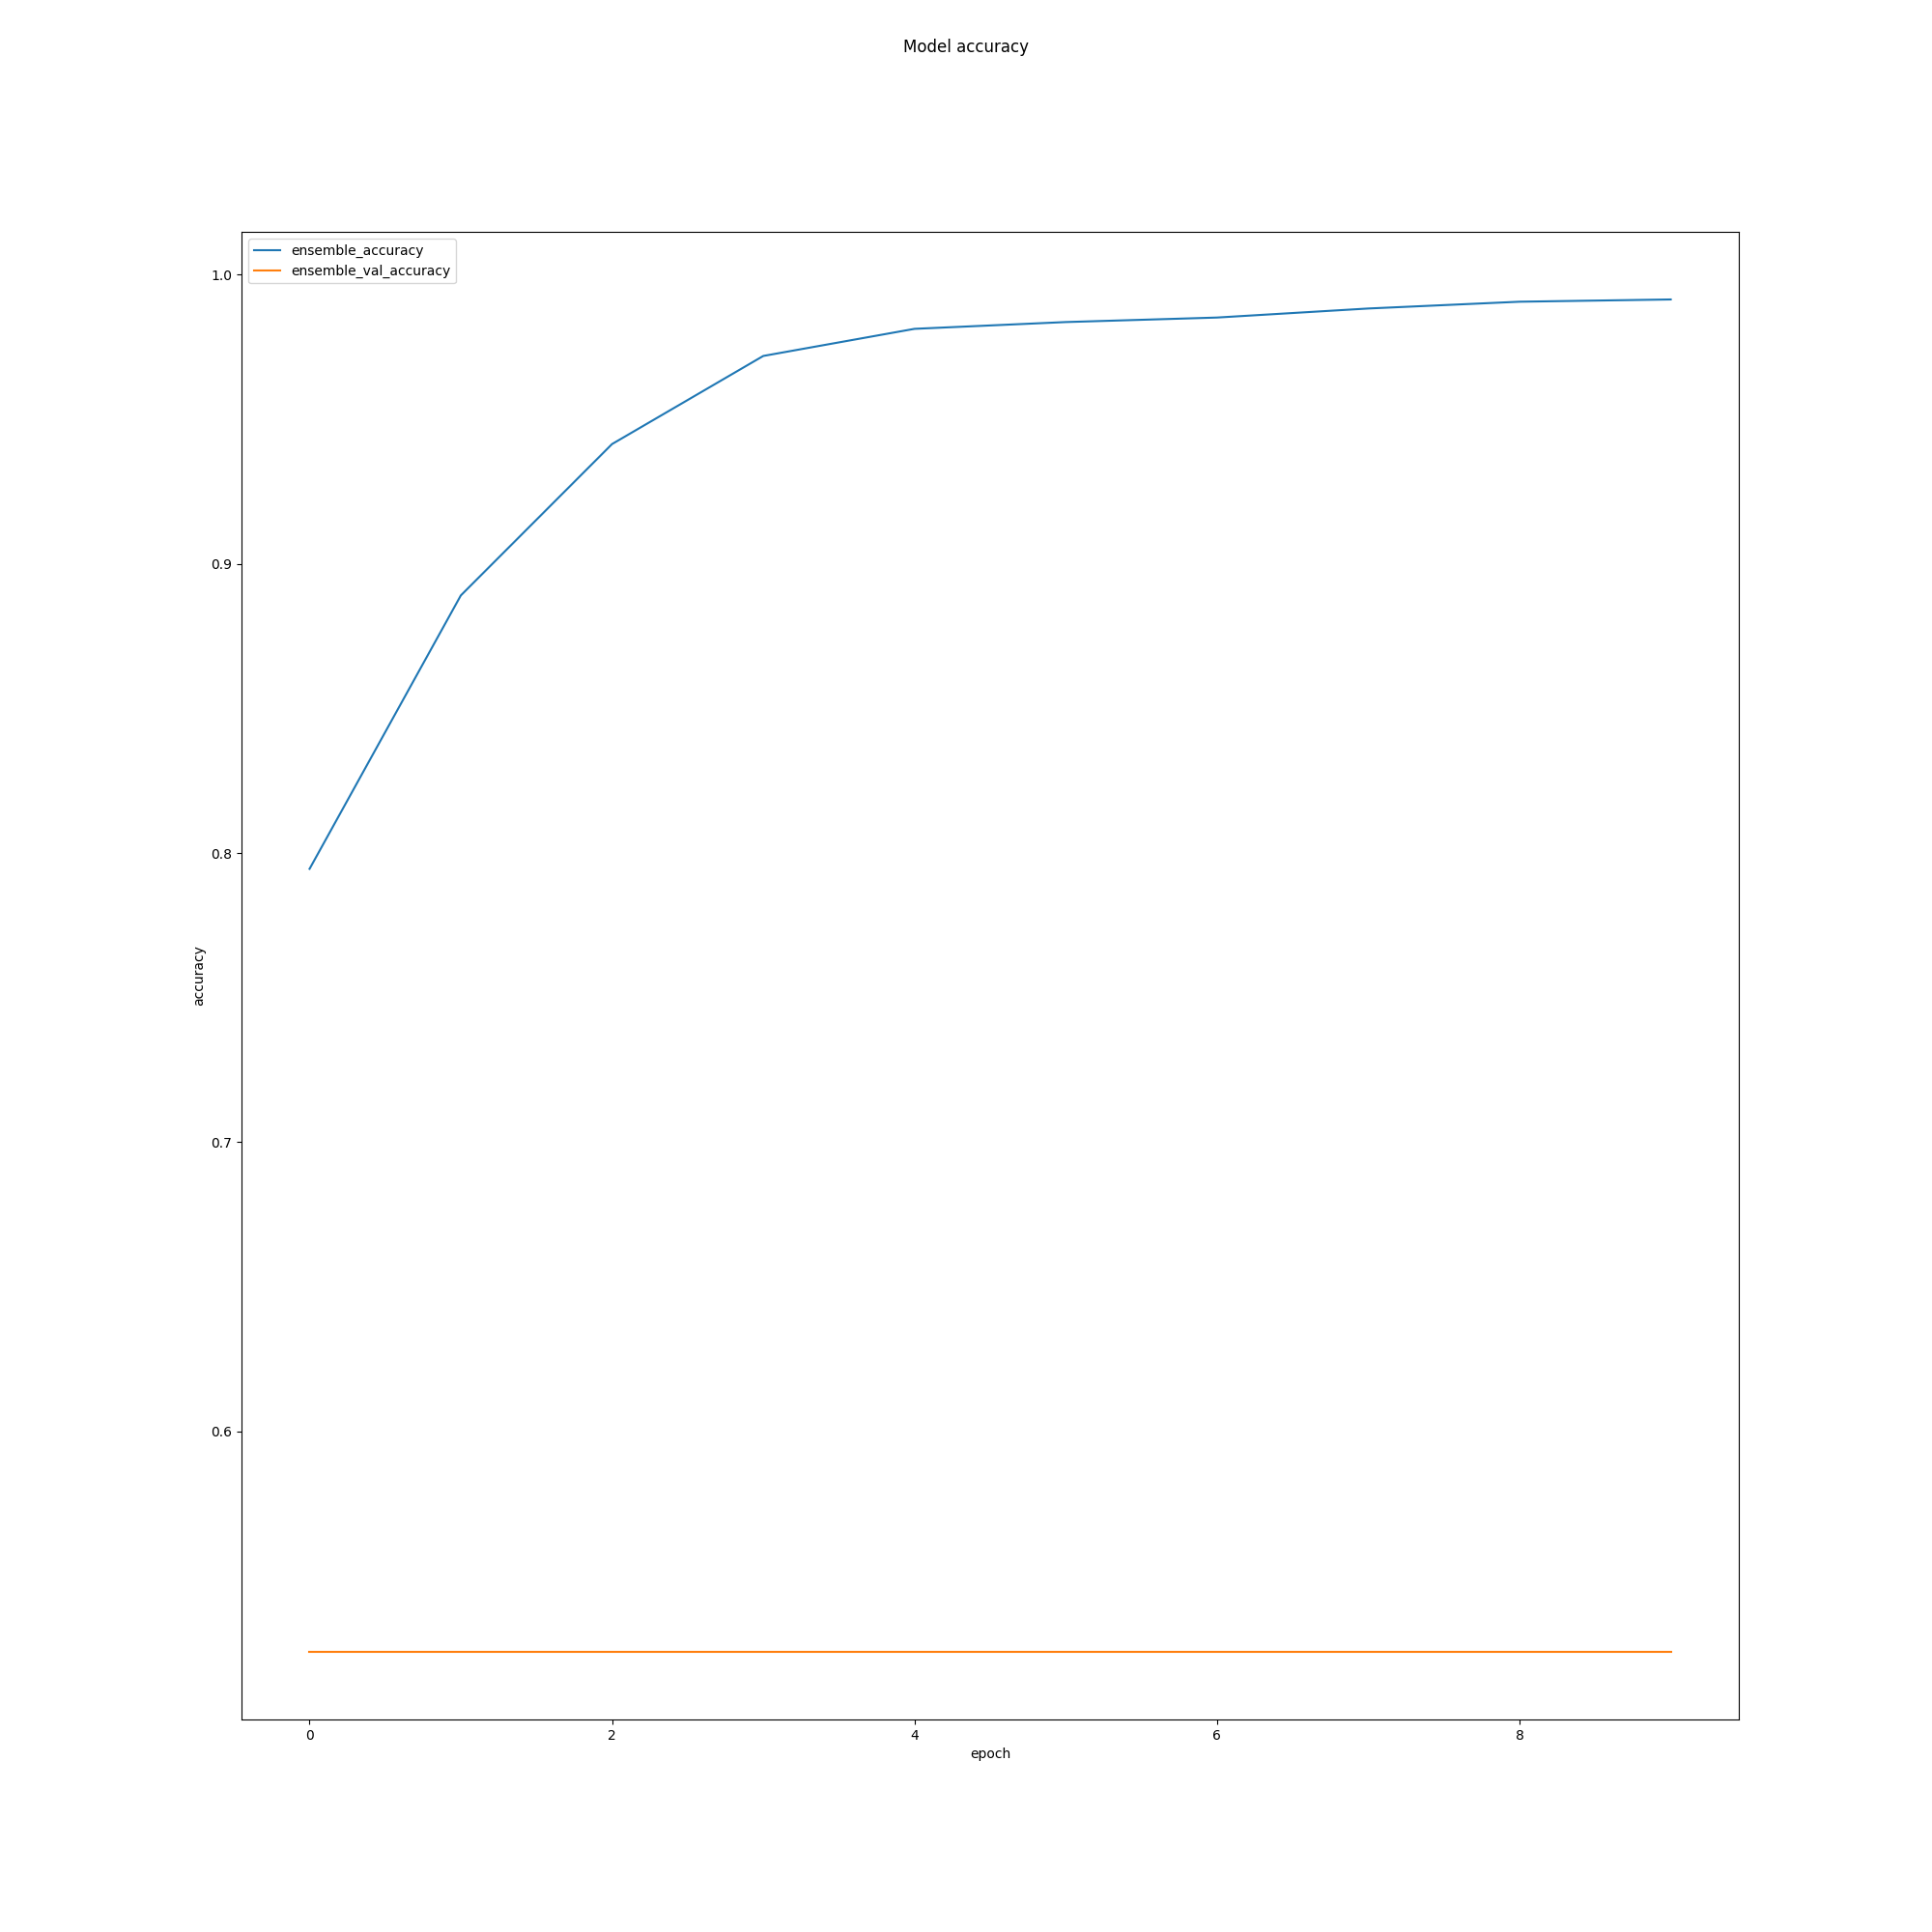 Model accuracy
ensemble_accuracy
ensemble_val_accuracy
1.0
0.9
0.8
0.7
0.6
accuracy
0 2 4 6 8
epoch